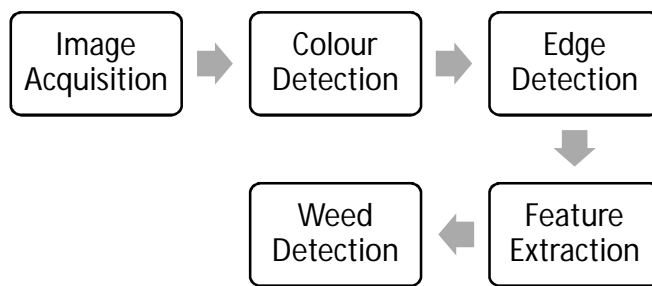 Image
Acquisition
Colour
Detection
Edge
Detection
Feature
Extraction
Weed
Detection